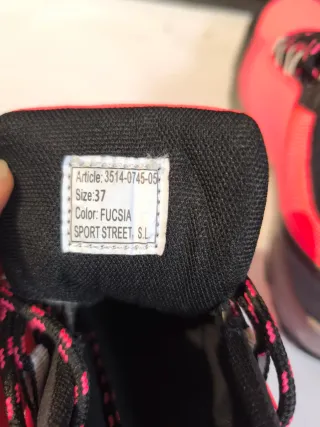 Article: 3514-0745-05
Size:37
Color: FUCSIA
SPORT STREET, S.L